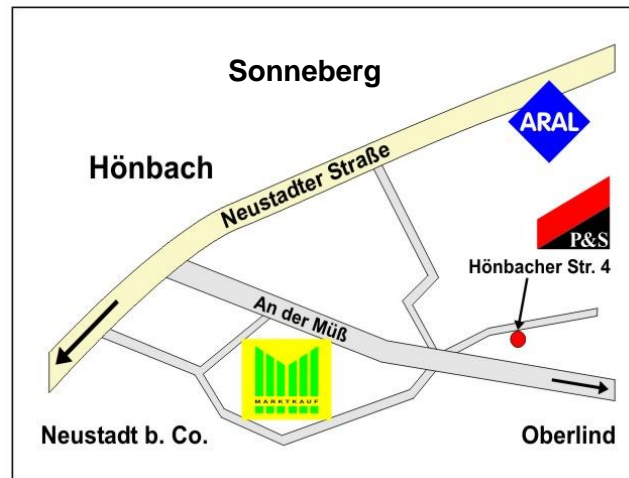 Sonneberg
ARAL
Hönbach
Neustadter Straße
P&S
Hönbacher Str. 4
An der Müß
MARKTKAUF
Neustadt b. Co.
Oberlind